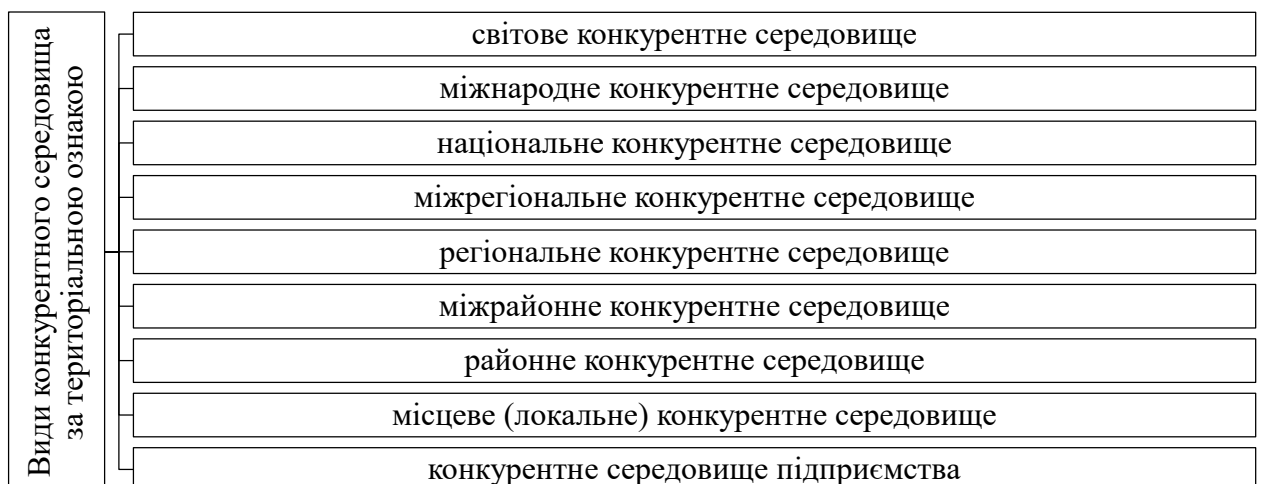 Види конкурентного середовища
за територіальною ознакою
світове конкурентне середовище
міжнародне конкурентне середовище
національне конкурентне середовище
міжрегіональне конкурентне середовище
регіональне конкурентне середовище
міжрайонне конкурентне середовище
районне конкурентне середовище
місцеве (локальне) конкурентне середовище
конкурентне середовище підприємства